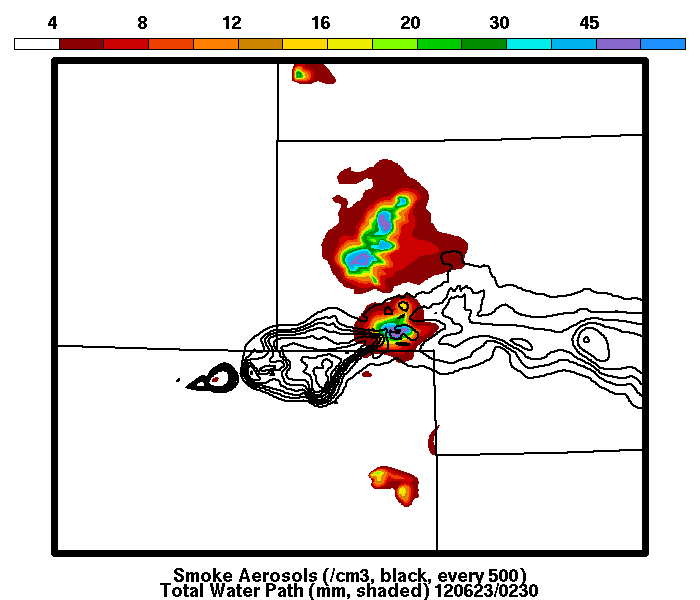 4 8 12 16 20 30 45
Smoke Aerosols (/cm3, black, every 500)
Total Water Path (mm, shaded) 120623/0230